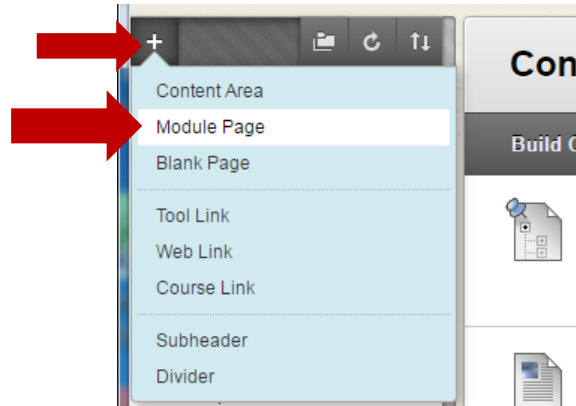 +
Con
Content Area
Module Page
Build
Blank Page
Tool Link
Web Link
Course Link
Subheader
Divider